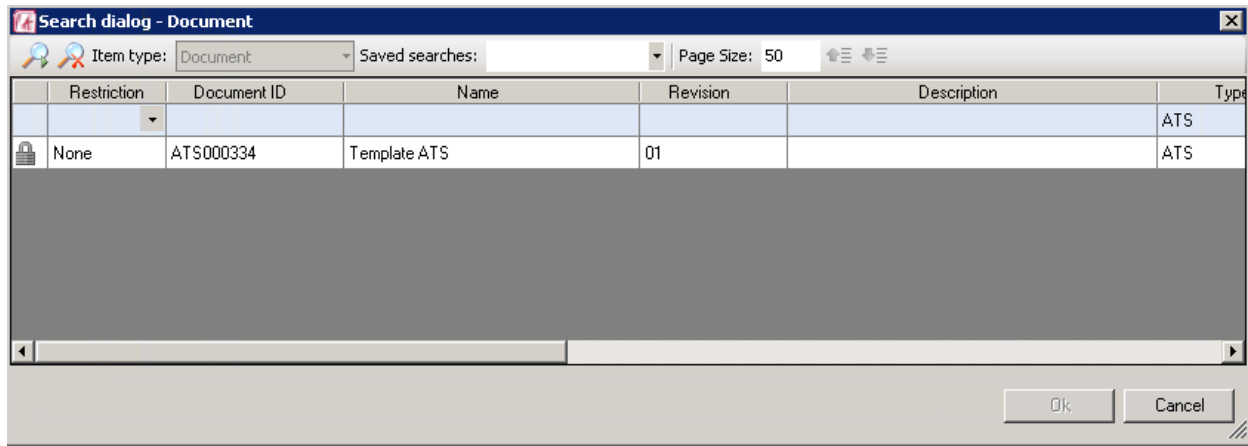 Search dialog - Document
Item type: Document Saved searches: Page Size: 50
Restriction Document ID Name Revision Description Type
ATS
None ATS000334 Template ATS 01 ATS
Ok Cancel